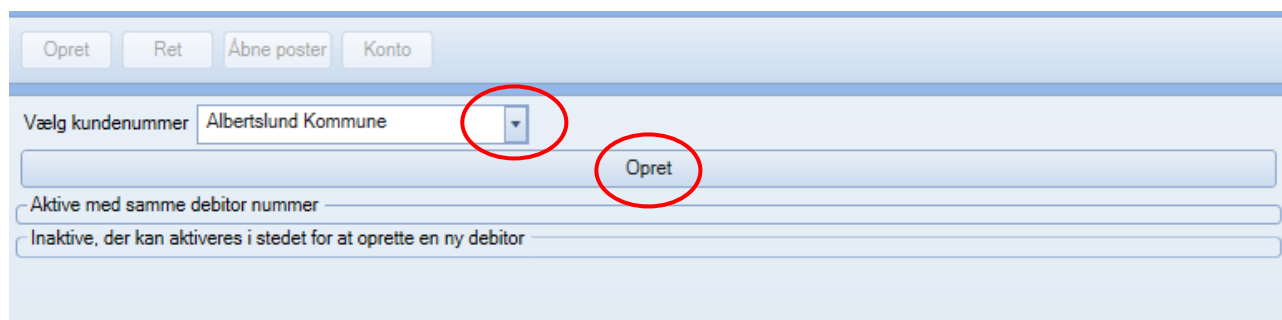 Opret Ret Åbne poster Konto
Vælg kundenummer Albertslund Kommune
Opret
Aktive med samme debitor nummer
Inaktive, der kan aktiveres i stedet for at oprette en ny debitor